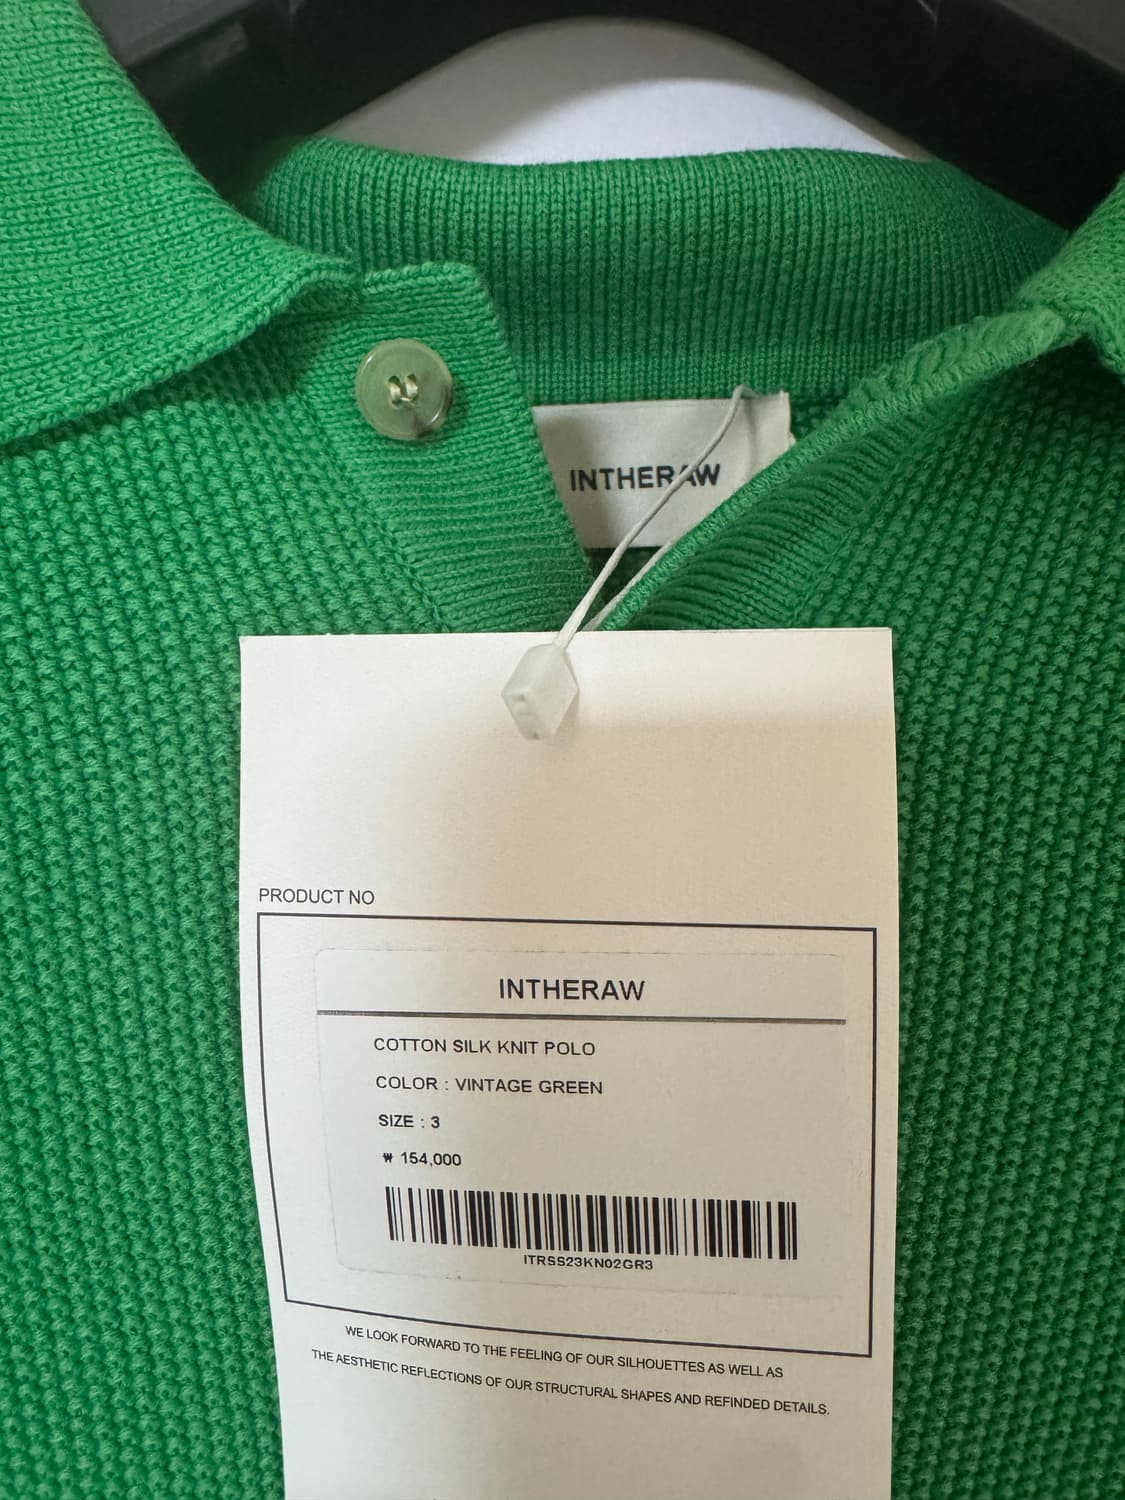 INTHERAW
PRODUCT NO
INTHERAW
COTTON SILK KNIT POLO
COLOR : VINTAGE GREEN
SIZE : 3
₩ 154,000
ITRSS23KN02GR3
WE LOOK FORWARD TO THE FEELING OF OUR SILHOUETTES AS WELL AS
THE AESTHETIC REFLECTIONS OF OUR STRUCTURAL SHAPES AND REFINDED DETAILS.